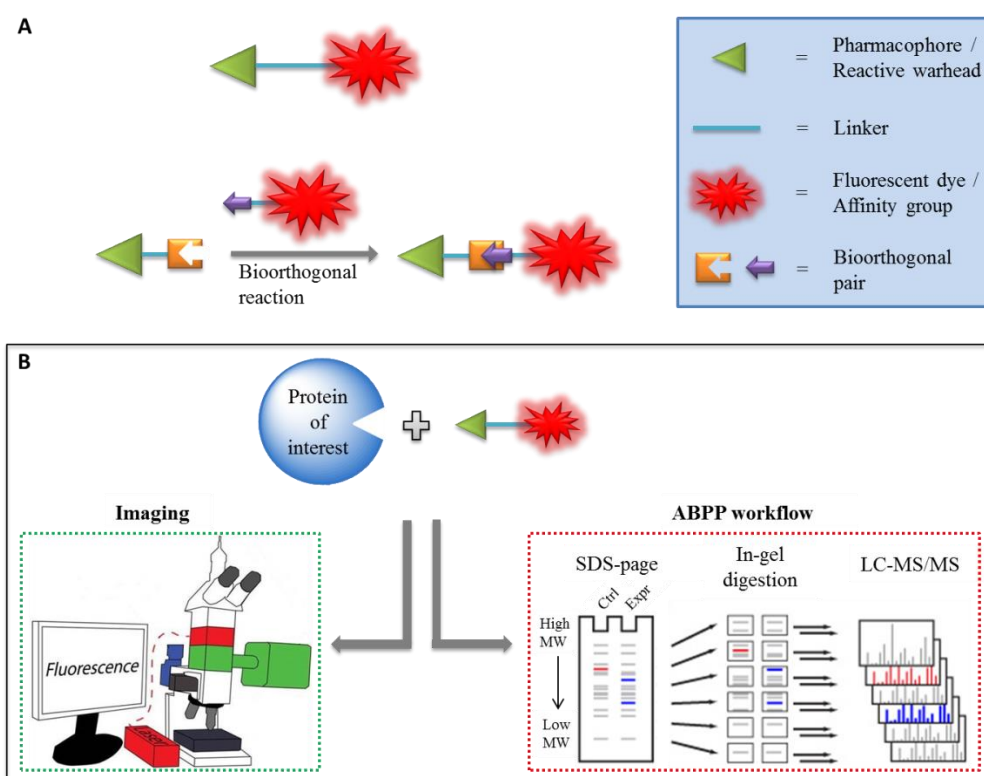 A
Bioorthogonal
reaction
Pharmacophore /
= Reactive warhead
= Linker
Fluorescent dye /
= Affinity group
= Bioorthogonal
pair
B
Protein
of
interest
Imaging
Fluorescence
LASER
ABPP workflow
SDS-page
Ctrl Expr
High
MW
Low
MW
In-gel
digestion
LC-MS/MS